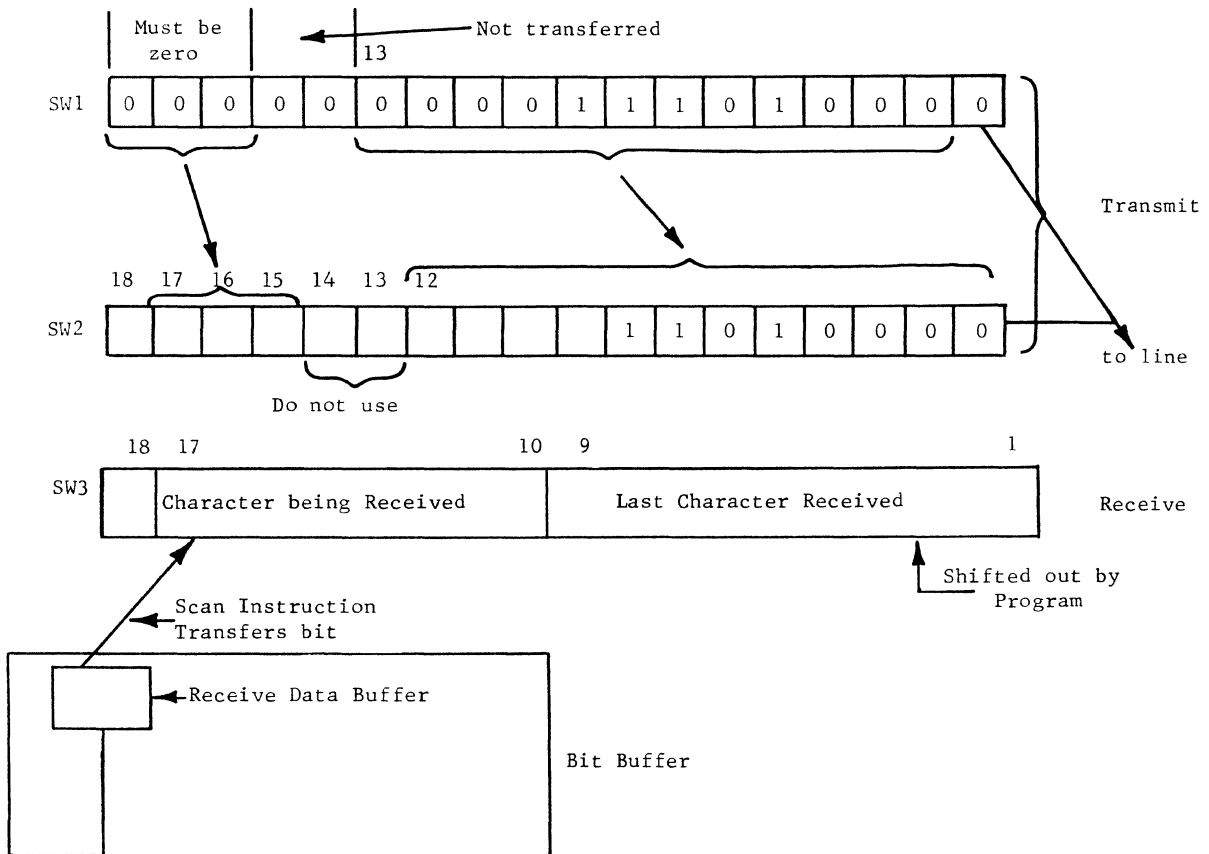 Must be
zero
Not transferred
13
SW1 0 0 0 0 0 0 0 0 0 1 1 1 0 1 0 0 0 0
Transmit
18 17 16 15 14 13 12
SW2 1 1 0 1 0 0 0 0
to line
Do not use
18 17 10 9 1
SW3 Character being Received Last Character Received Receive
Shifted out by
Program
Scan Instruction
Transfers bit
Receive Data Buffer
Bit Buffer